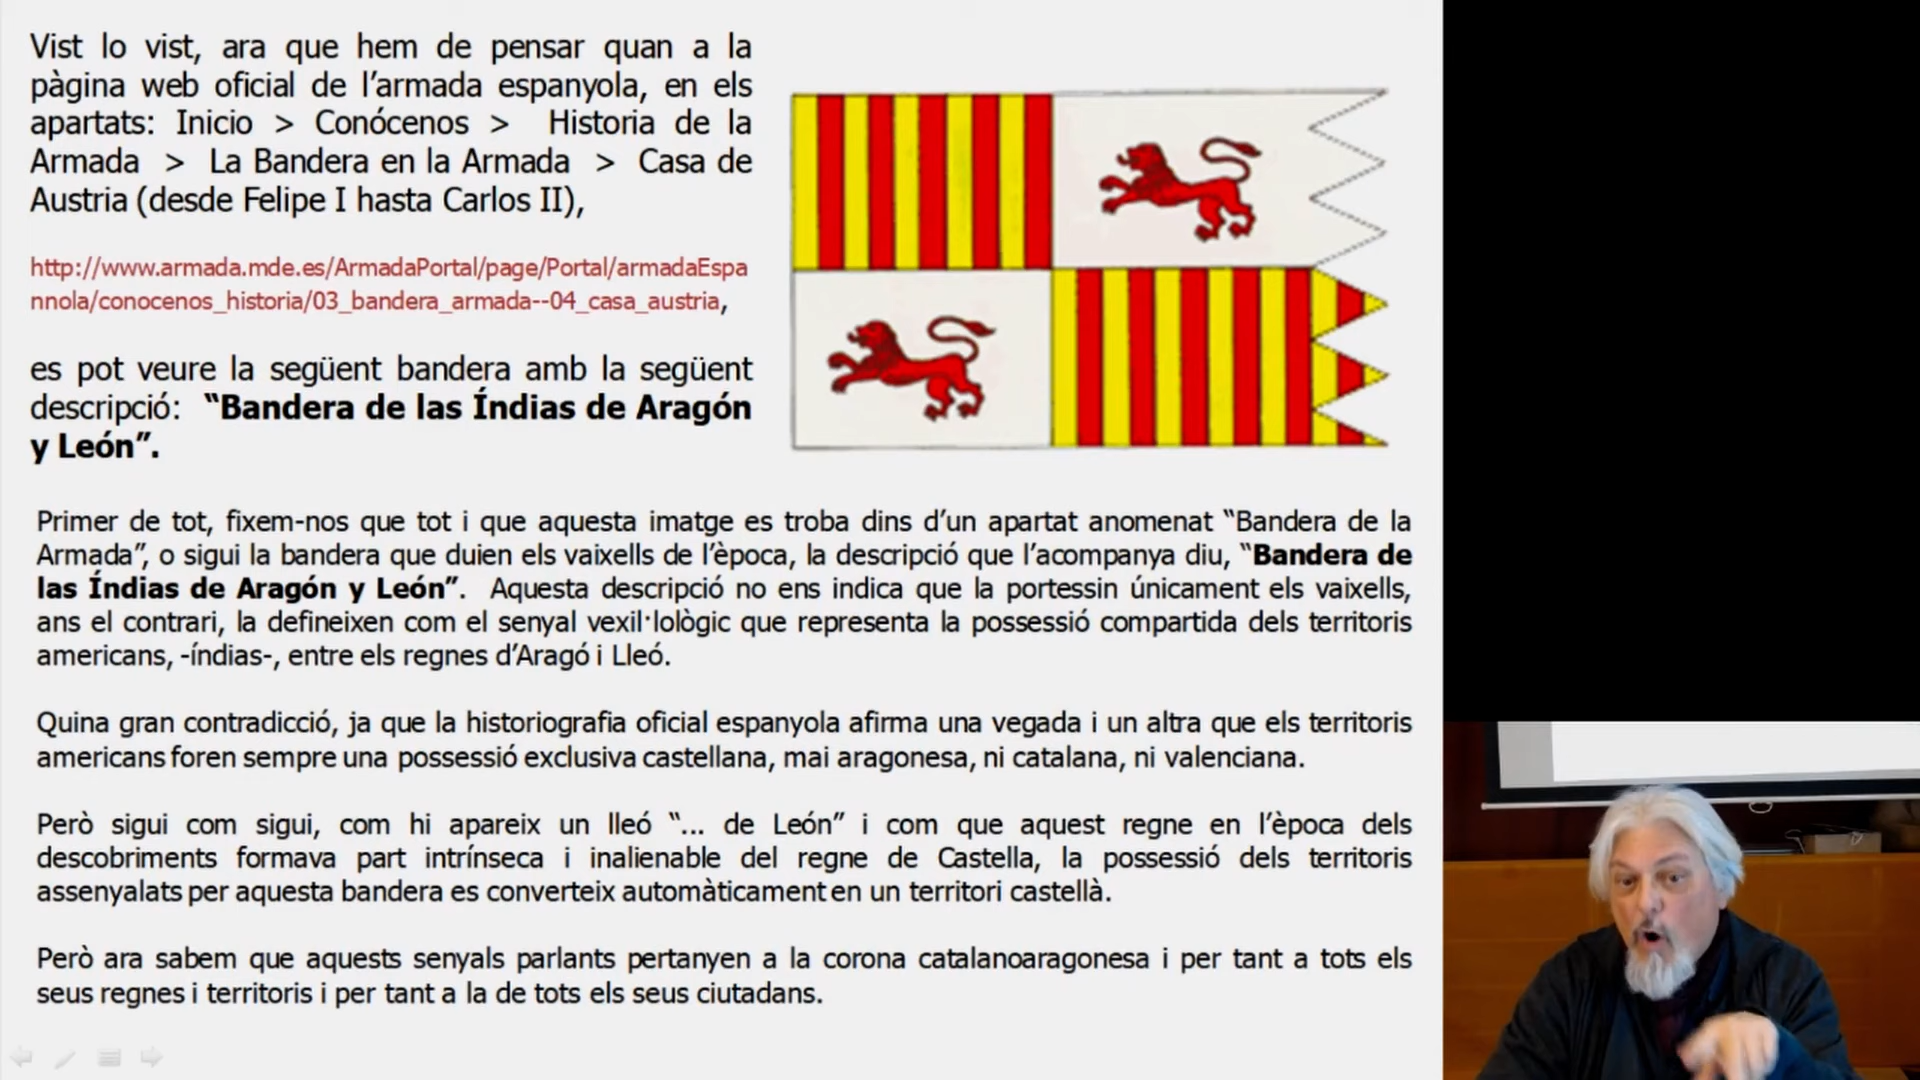 Vist lo vist, ara que hem de pensar quan a la
pàgina web oficial de l’armada espanyola, en els
apartats: Inicio > Conócenos > Historia de la
Armada > La Bandera en la Armada > Casa de
Austria (desde Felipe I hasta Carlos II),
http://www.armada.mde.es/ArmadaPortal/page/Portal/armadaEspa
nnola/conocenos_historia/03_bandera_armada--04_casa_austria,
es pot veure la següent bandera amb la següent
descripció: “Bandera de las Índias de Aragón
y León”.
Primer de tot, fixem-nos que tot i que aquesta imatge es troba dins d’un apartat anomenat “Bandera de la
Armada”, o sigui la bandera que duien els vaixells de l’època, la descripció que l’acompanya diu, “Bandera de
las Índias de Aragón y León”. Aquesta descripció no ens indica que la portessin únicament els vaixells,
ans el contrari, la defineixen com el senyal vexil·lològic que representa la possessió compartida dels territoris
americans, -índias-, entre els regnes d’Aragó i Lleó.
Quina gran contradicció, ja que la historiografia oficial espanyola afirma una vegada i un altra que els territoris
americans foren sempre una possessió exclusiva castellana, mai aragonesa, ni catalana, ni valenciana.
Però sigui com sigui, com hi apareix un lleó “... de León” i com que aquest regne en l’època dels
descobriments formava part intrínseca i inalienable del regne de Castella, la possessió dels territoris
assenyalats per aquesta bandera es converteix automàticament en un territori castellà.
Però ara sabem que aquests senyals parlants pertanyen a la corona catalanoaragonesa i per tant a tots els
seus regnes i territoris i per tant a la de tots els seus ciutadans.